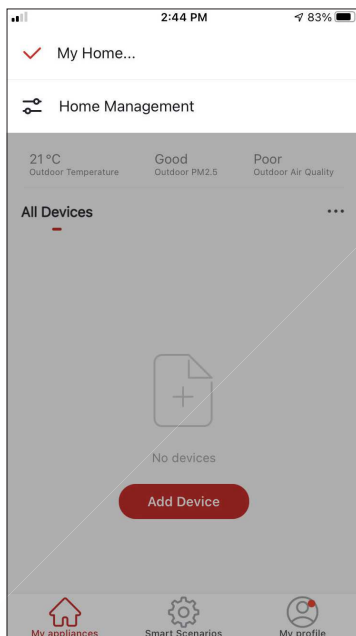 2:44 PM
83%
My Home...
Home Management
21 °C Good Poor
Outdoor Temperature Outdoor PM2.5 Outdoor Air Quality
All Devices
No devices
Add Device
My appliances Smart Scenarios My profile